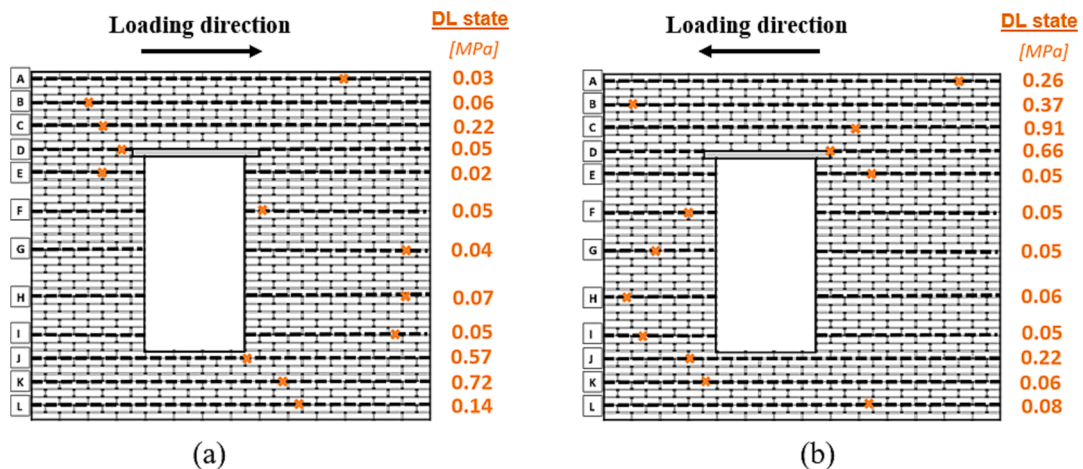 Loading direction
DL state
[MPa]
A 0.03
B 0.06
C 0.22
D 0.05
E 0.02
F 0.05
G 0.04
H 0.07
I 0.05
J 0.57
K 0.72
L 0.14
(a)
Loading direction
DL state
[MPa]
A 0.26
B 0.37
C 0.91
D 0.66
E 0.05
F 0.05
G 0.05
H 0.06
I 0.05
J 0.22
K 0.06
L 0.08
(b)